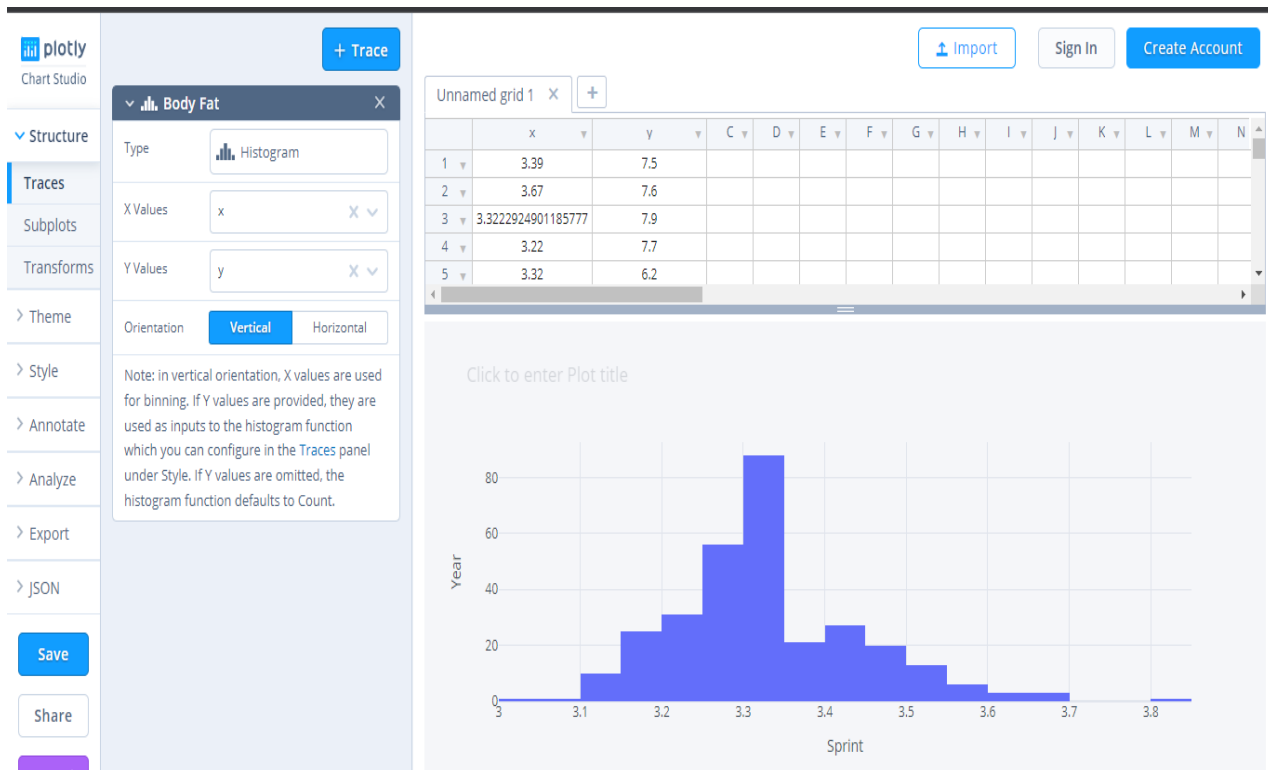 plotly
Chart Studio
Structure
Traces
Subplots
Transforms
Theme
Style
Annotate
Analyze
Export
JSON
Save
Share
+ Trace
Body Fat X
Type Histogram
X Values x
Y Values y
Orientation Vertical Horizontal
Note: in vertical orientation, X values are used
for binning. If Y values are provided, they are
used as inputs to the histogram function
which you can configure in the Traces panel
under Style. If Y values are omitted, the
histogram function defaults to Count.
Import Sign In Create Account
Unnamed grid 1 X +
x y C D E F G H I J K L M N
1 3.39 7.5
2 3.67 7.6
3 3.3222924901185777 7.9
4 3.22 7.7
5 3.32 6.2
Click to enter Plot title
80
60
40
20
0
Year
3 3.1 3.2 3.3 3.4 3.5 3.6 3.7 3.8
Sprint